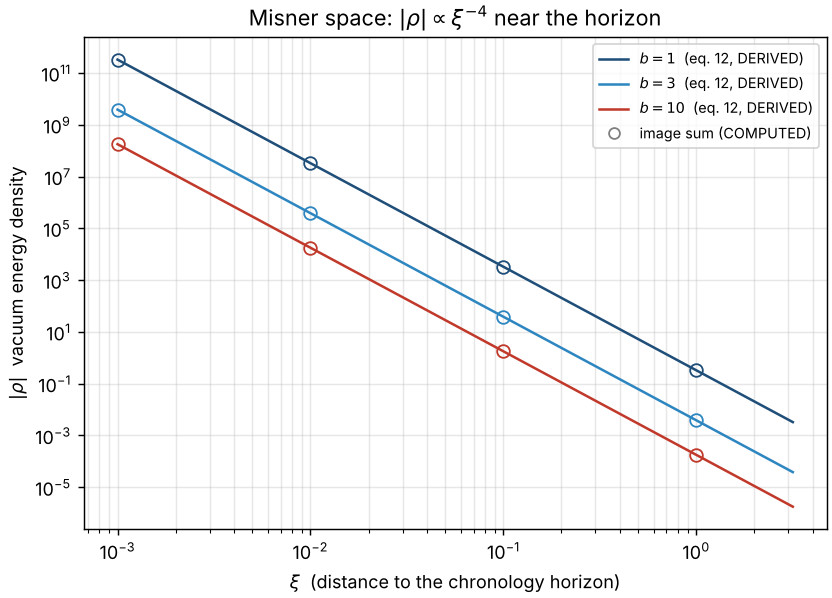 Misner space: |ρ| ∝ ξ⁻⁴ near the horizon
b = 1 (eq. 12, DERIVED)
b = 3 (eq. 12, DERIVED)
b = 10 (eq. 12, DERIVED)
image sum (COMPUTED)
|ρ| vacuum energy density
10¹¹
10⁹
10⁷
10⁵
10³
10¹
10⁻¹
10⁻³
10⁻⁵
10⁻³ 10⁻² 10⁻¹ 10⁰
ξ (distance to the chronology horizon)